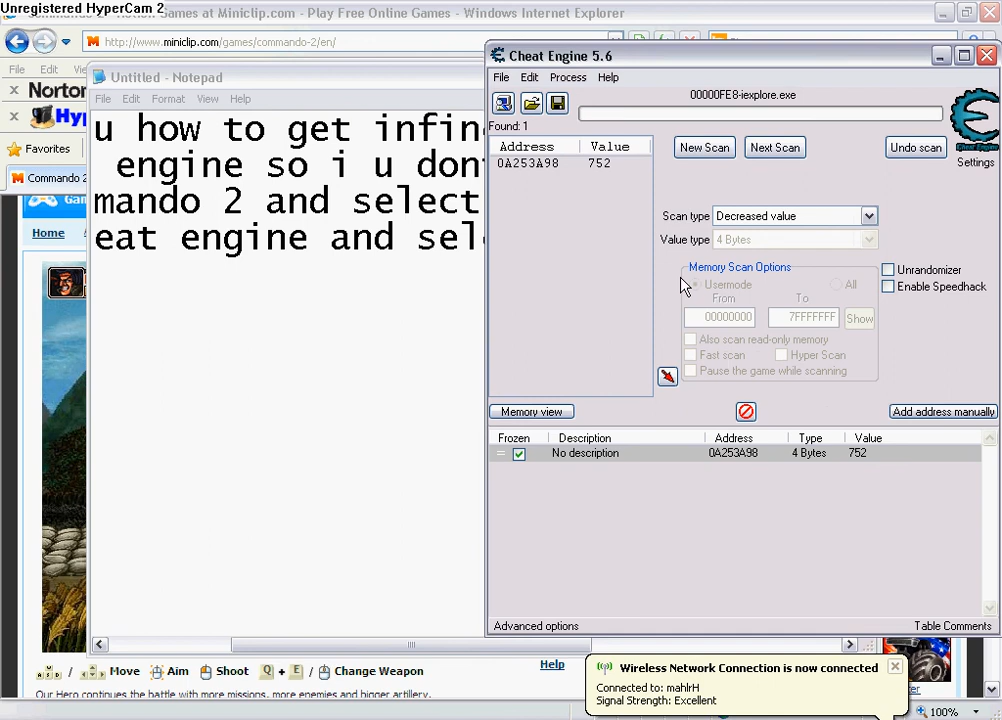 Unregistered HyperCam 2
Games at Miniclip.com - Play Free Online Games - Windows Internet Explorer
http://www.miniclip.com/games/commando-2/en/
File Edit
Untitled - Notepad
Norton
File Edit Format View Help
Hy
Favorites
Commando 2
Home
u how to get infin
engine so i u don
mando 2 and select
eat engine and sel
Cheat Engine 5.6
File Edit Process Help
00000FE8-iexplore.exe
Found: 1
Address Value
0A253A98 752
New Scan Next Scan Undo scan
Cheat Engine
Settings
Scan type Decreased value
Value type 4 Bytes
Memory Scan Options
Usermode All
From To
00000000 7FFFFFFF Show
Also scan read-only memory
Fast scan Hyper Scan
Pause the game while scanning
Unrandomizer
Enable Speedhack
Memory view Add address manually
Frozen Description Address Type Value
No description 0A253A98 4 Bytes 752
Advanced options Table Comments
Move Aim Shoot Q + E / Change Weapon
Help
Our Hero continues the battle with more missions, more enemies and bigger artillery.
Wireless Network Connection is now connected
Connected to: mahlrH
Signal Strength: Excellent
100%